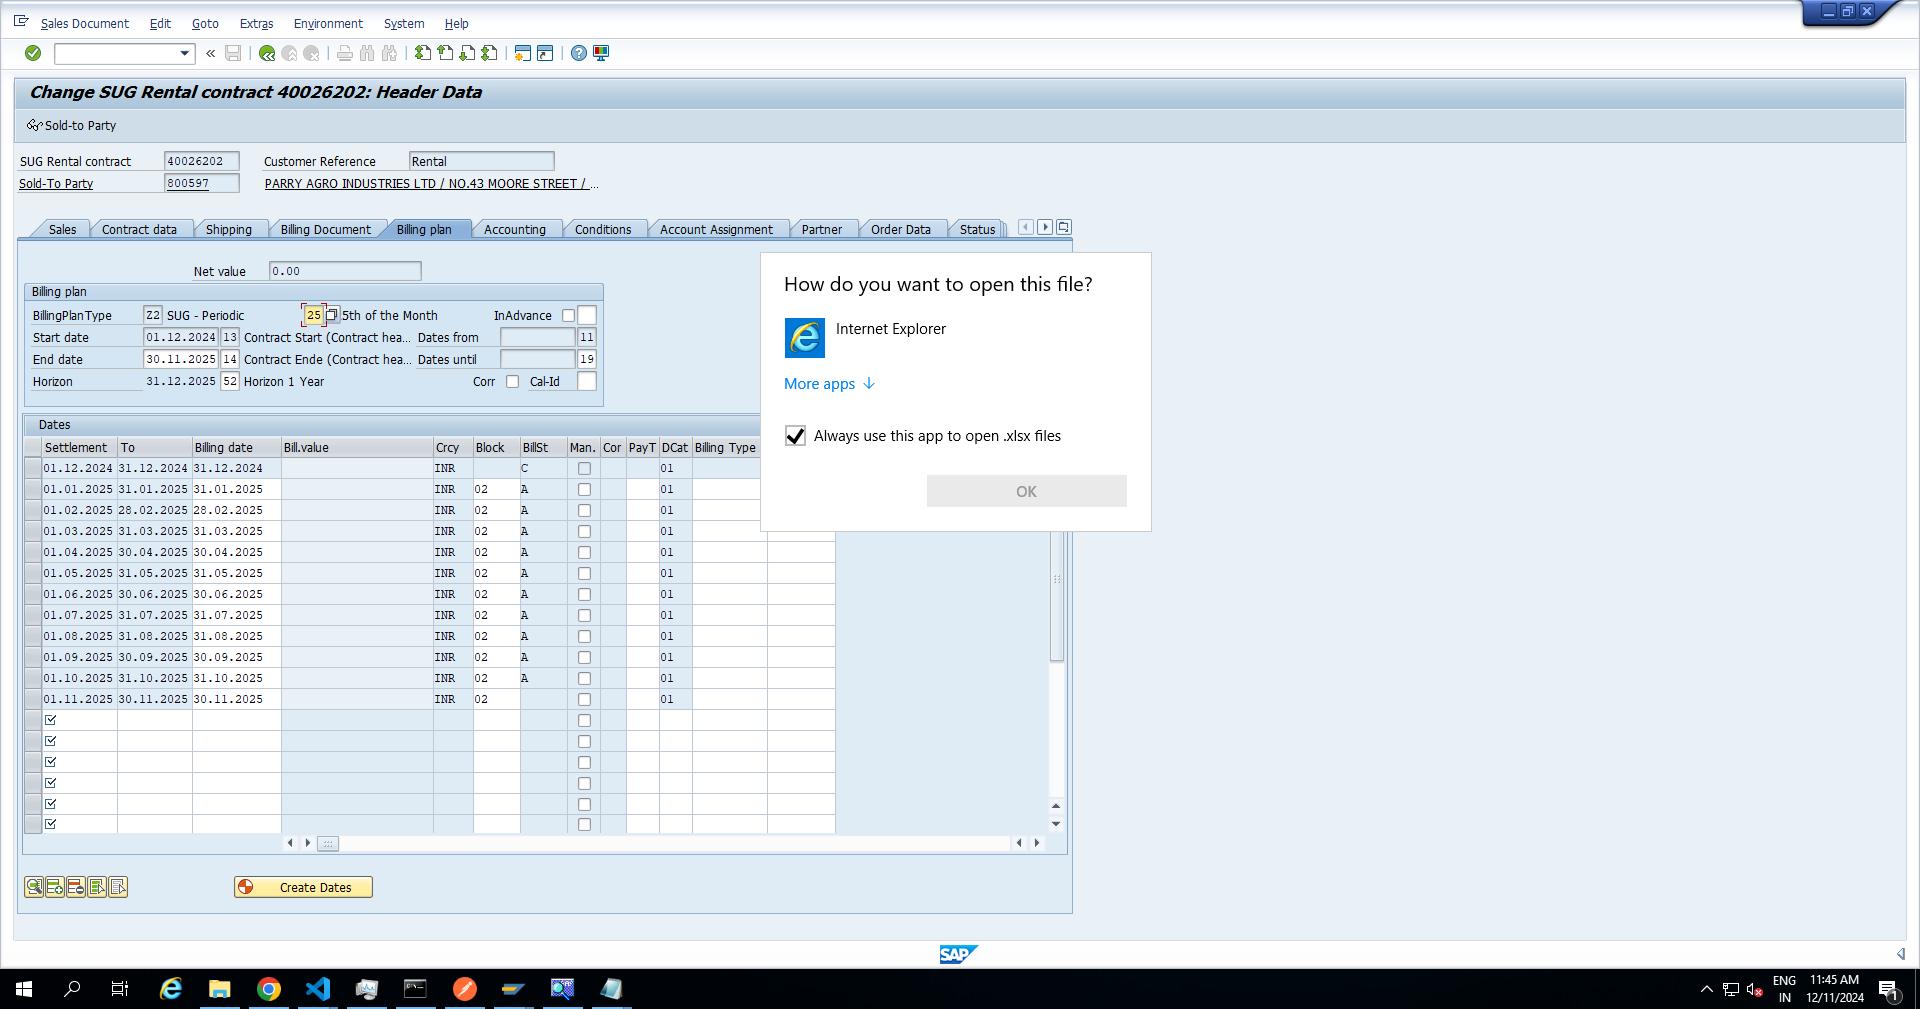 Sales Document Edit Goto Extras Environment System Help
Change SUG Rental contract 40026202: Header Data
Sold-to Party
SUG Rental contract 40026202 Customer Reference Rental
Sold-To Party 800597 PARRY AGRO INDUSTRIES LTD / NO.43 MOORE STREET / ...
Sales Contract data Shipping Billing Document Billing plan Accounting Conditions Account Assignment Partner Order Data Status
Net value 0.00
Billing plan
BillingPlanType Z2 SUG - Periodic 25 5th of the Month InAdvance
Start date 01.12.2024 13 Contract Start (Contract hea... Dates from 11
End date 30.11.2025 14 Contract Ende (Contract hea... Dates until 19
Horizon 31.12.2025 52 Horizon 1 Year Corr Cal-Id
Dates
Settlement To Billing date Bill.value Crcy Block BillSt Man. Cor PayT DCat Billing Type
01.12.2024 31.12.2024 31.12.2024 INR C 01
01.01.2025 31.01.2025 31.01.2025 INR 02 A 01
01.02.2025 28.02.2025 28.02.2025 INR 02 A 01
01.03.2025 31.03.2025 31.03.2025 INR 02 A 01
01.04.2025 30.04.2025 30.04.2025 INR 02 A 01
01.05.2025 31.05.2025 31.05.2025 INR 02 A 01
01.06.2025 30.06.2025 30.06.2025 INR 02 A 01
01.07.2025 31.07.2025 31.07.2025 INR 02 A 01
01.08.2025 31.08.2025 31.08.2025 INR 02 A 01
01.09.2025 30.09.2025 30.09.2025 INR 02 A 01
01.10.2025 31.10.2025 31.10.2025 INR 02 A 01
01.11.2025 30.11.2025 30.11.2025 INR 02 01
Create Dates
How do you want to open this file?
Internet Explorer
More apps
Always use this app to open .xlsx files
OK
SAP
ENG 11:45 AM
IN 12/11/2024
1